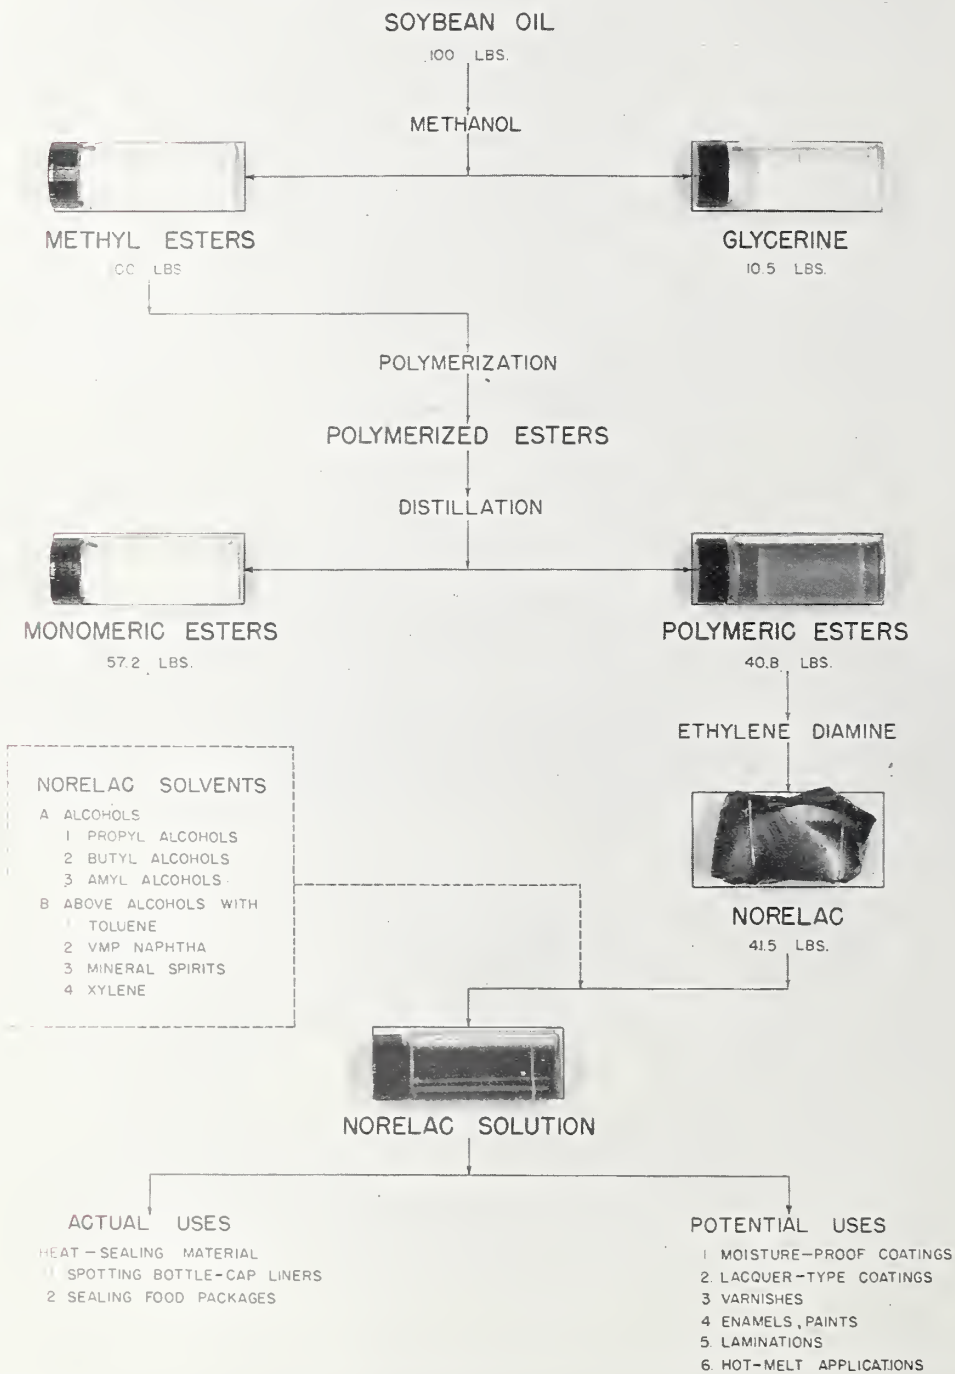 SOYBEAN OIL
100 LBS.
METHANOL
METHYL ESTERS
LBS
GLYCERINE
10.5 LBS.
POLYMERIZATION
POLYMERIZED ESTERS
DISTILLATION
MONOMERIC ESTERS
57.2 LBS.
POLYMERIC ESTERS
40.8 LBS.
ETHYLENE DIAMINE
NORELAC
41.5 LBS.
NORELAC SOLVENTS
A ALCOHOLS
1 PROPYL ALCOHOLS
2 BUTYL ALCOHOLS
3 AMYL ALCOHOLS
B ABOVE ALCOHOLS WITH
TOLUENE
2 VMP NAPHTHA
3 MINERAL SPIRITS
4 XYLENE
NORELAC SOLUTION
ACTUAL USES
HEAT-SEALING MATERIAL
SPOTTING BOTTLE-CAP LINERS
2 SEALING FOOD PACKAGES
POTENTIAL USES
1 MOISTURE-PROOF COATINGS
2. LACQUER-TYPE COATINGS
3 VARNISHES
4 ENAMELS, PAINTS
5. LAMINATIONS
6. HOT-MELT APPLICATIONS